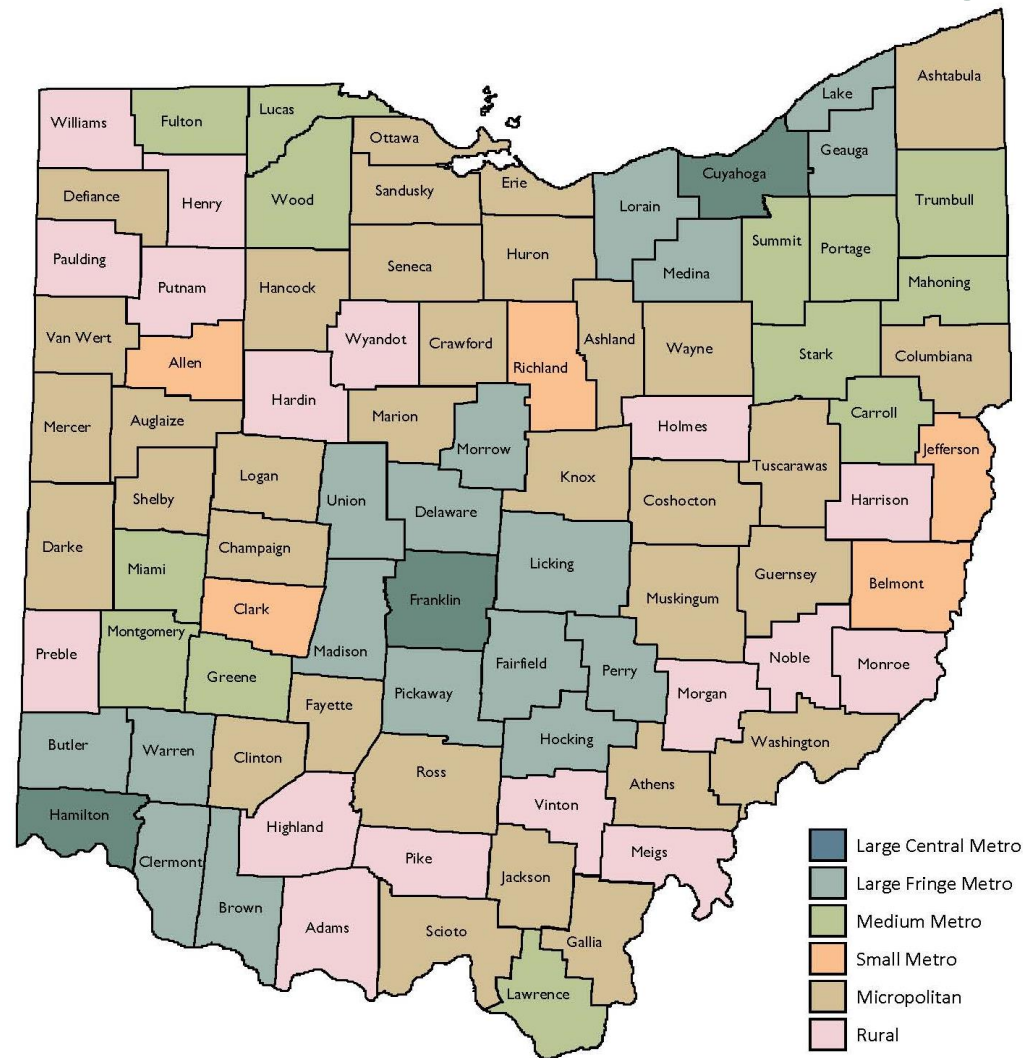 Ashtabula
Lake
Williams
Fulton
Lucas
Ottawa
Geauga
Cuyahoga
Defiance
Henry
Wood
Sandusky
Erie
Lorain
Trumbull
Summit
Portage
Paulding
Putnam
Hancock
Seneca
Huron
Medina
Mahoning
Van Wert
Allen
Wyandot
Crawford
Richland
Ashland
Wayne
Stark
Columbiana
Hardin
Mercer
Auglaize
Marion
Morrow
Holmes
Carroll
Jefferson
Logan
Knox
Tuscarawas
Shelby
Union
Delaware
Coshocton
Harrison
Darke
Champaign
Miami
Licking
Guernsey
Belmont
Clark
Franklin
Muskingum
Preble
Montgomery
Madison
Fairfield
Perry
Noble
Monroe
Greene
Pickaway
Morgan
Fayette
Butler
Warren
Clinton
Hocking
Washington
Ross
Athens
Hamilton
Highland
Vinton
Clermont
Pike
Meigs
Jackson
Brown
Adams
Scioto
Gallia
Lawrence
Large Central Metro
Large Fringe Metro
Medium Metro
Small Metro
Micropolitan
Rural